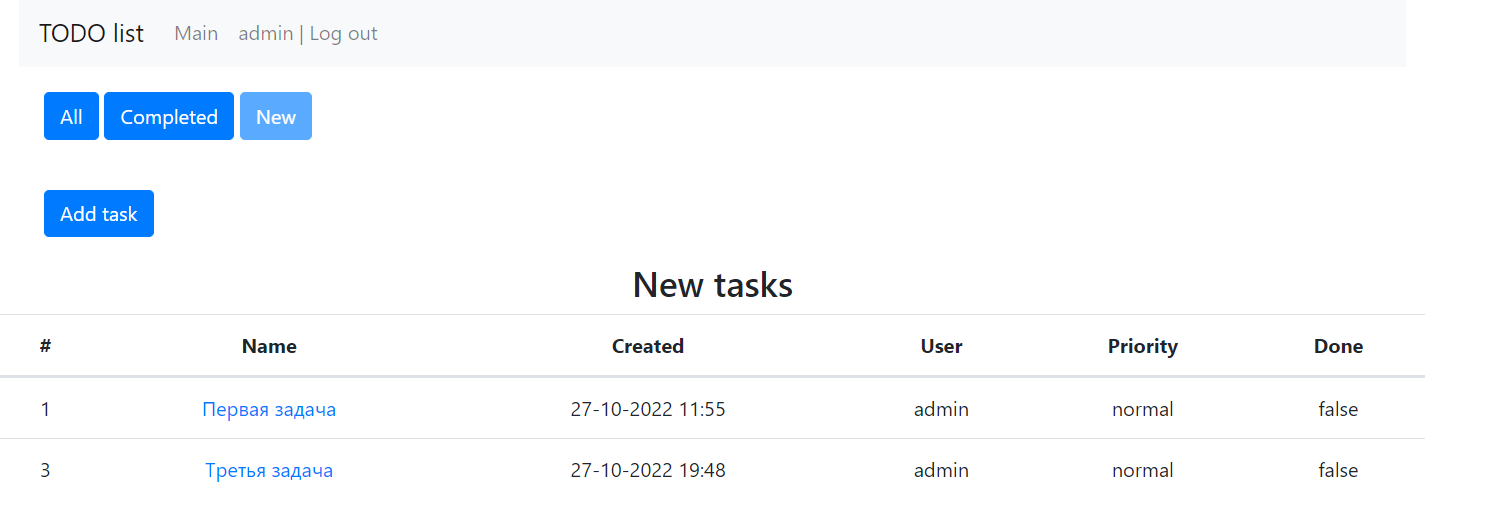 TODO list Main admin | Log out
All Completed New
Add task
New tasks
# Name Created User Priority Done
1 Первая задача 27-10-2022 11:55 admin normal false
3 Третья задача 27-10-2022 19:48 admin normal false